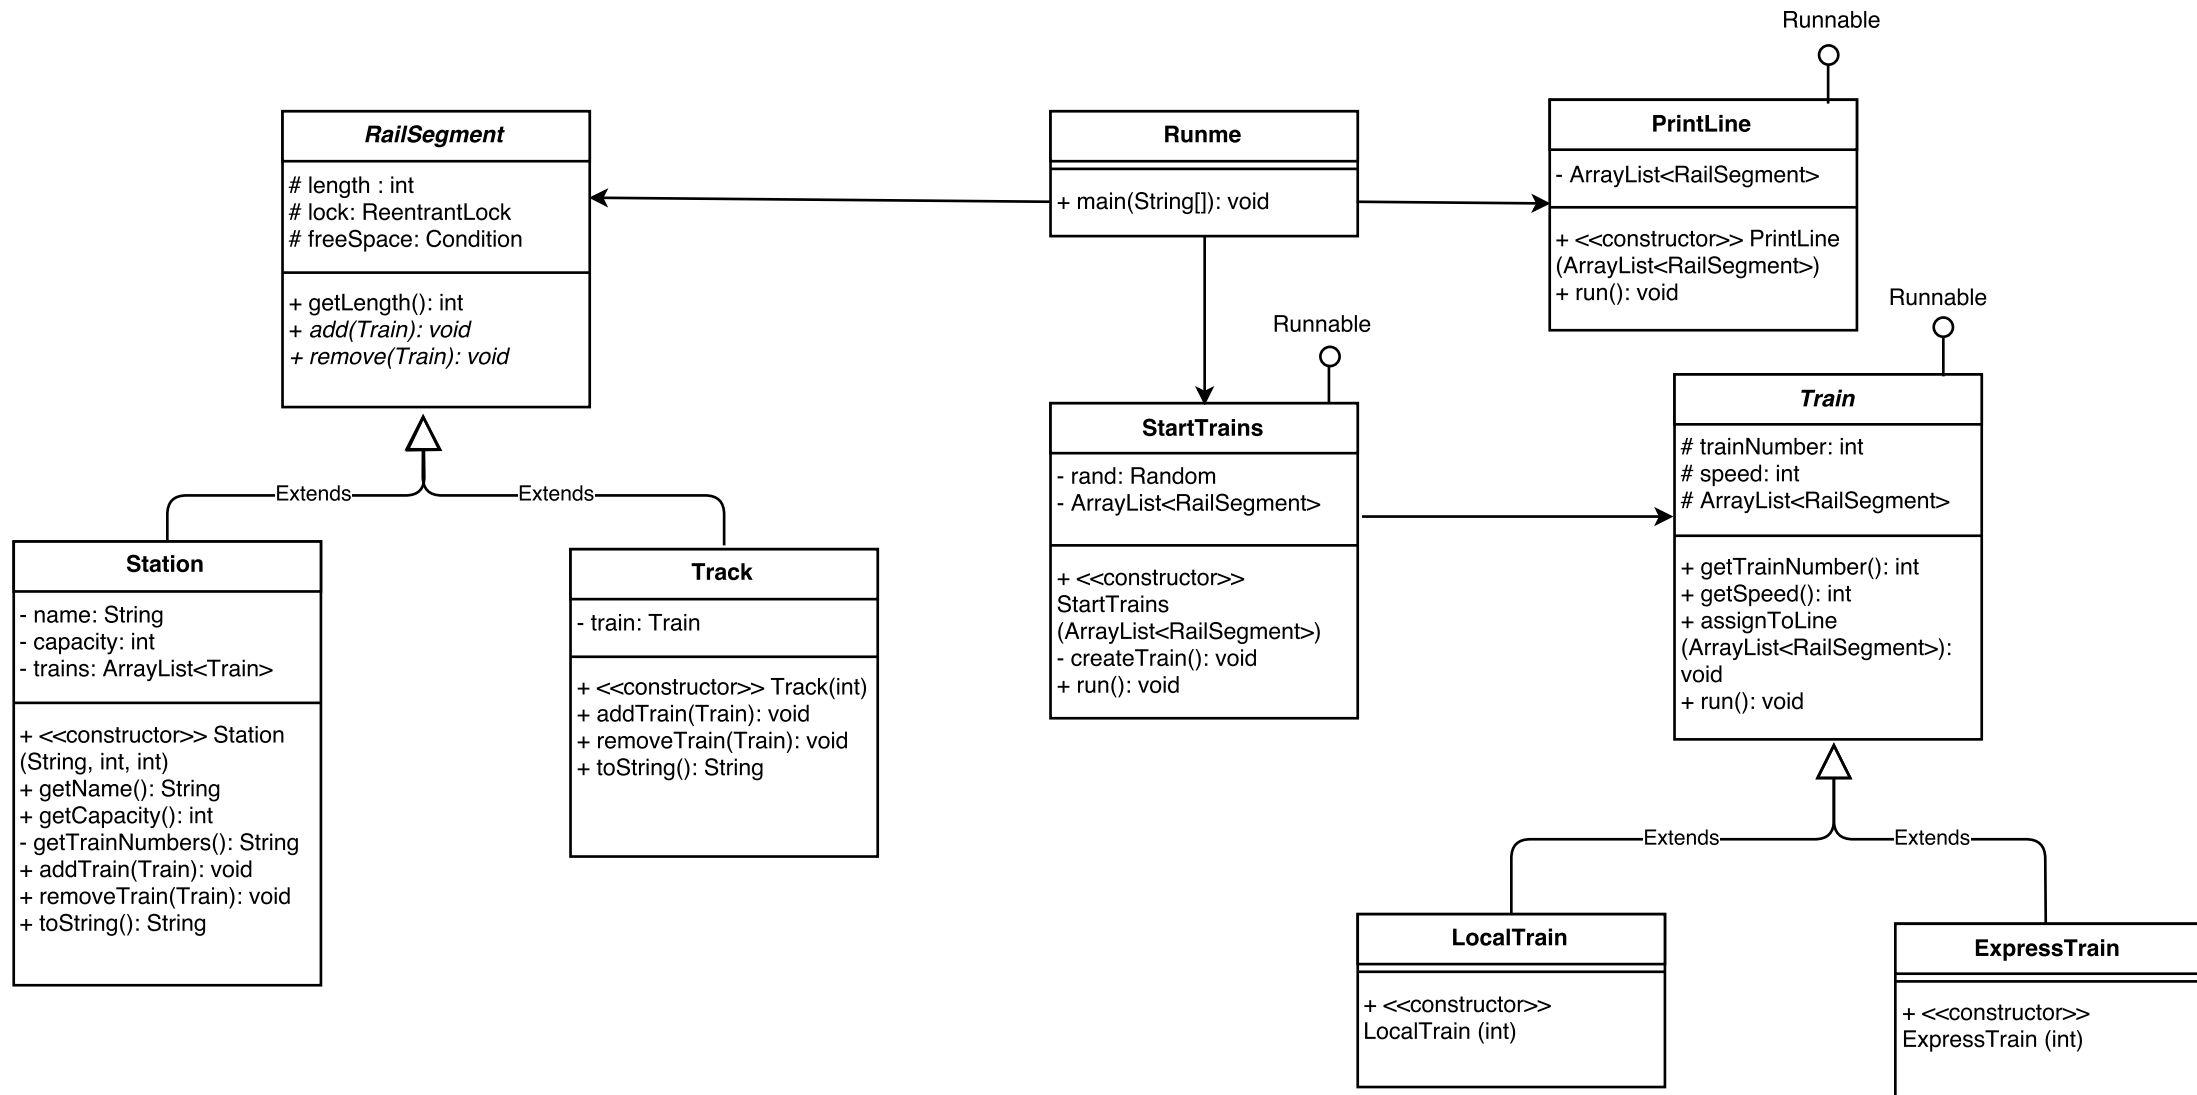 Runnable
RailSegment
# length : int
# lock: ReentrantLock
# freeSpace: Condition
+ getLength(): int
+ add(Train): void
+ remove(Train): void
Runme
+ main(String[]): void
PrintLine
- ArrayList<RailSegment>
+ <<constructor>> PrintLine
(ArrayList<RailSegment>)
+ run(): void
Runnable
StartTrains
- rand: Random
- ArrayList<RailSegment>
+ <<constructor>>
StartTrains
(ArrayList<RailSegment>)
- createTrain(): void
+ run(): void
Runnable
Train
# trainNumber: int
# speed: int
# ArrayList<RailSegment>
+ getTrainNumber(): int
+ getSpeed(): int
+ assignToLine
(ArrayList<RailSegment>):
void
+ run(): void
Extends
Extends
Station
- name: String
- capacity: int
- trains: ArrayList<Train>
+ <<constructor>> Station
(String, int, int)
+ getName(): String
+ getCapacity(): int
- getTrainNumbers(): String
+ addTrain(Train): void
+ removeTrain(Train): void
+ toString(): String
Track
- train: Train
+ <<constructor>> Track(int)
+ addTrain(Train): void
+ removeTrain(Train): void
+ toString(): String
Extends
Extends
LocalTrain
+ <<constructor>>
LocalTrain (int)
ExpressTrain
+ <<constructor>>
ExpressTrain (int)